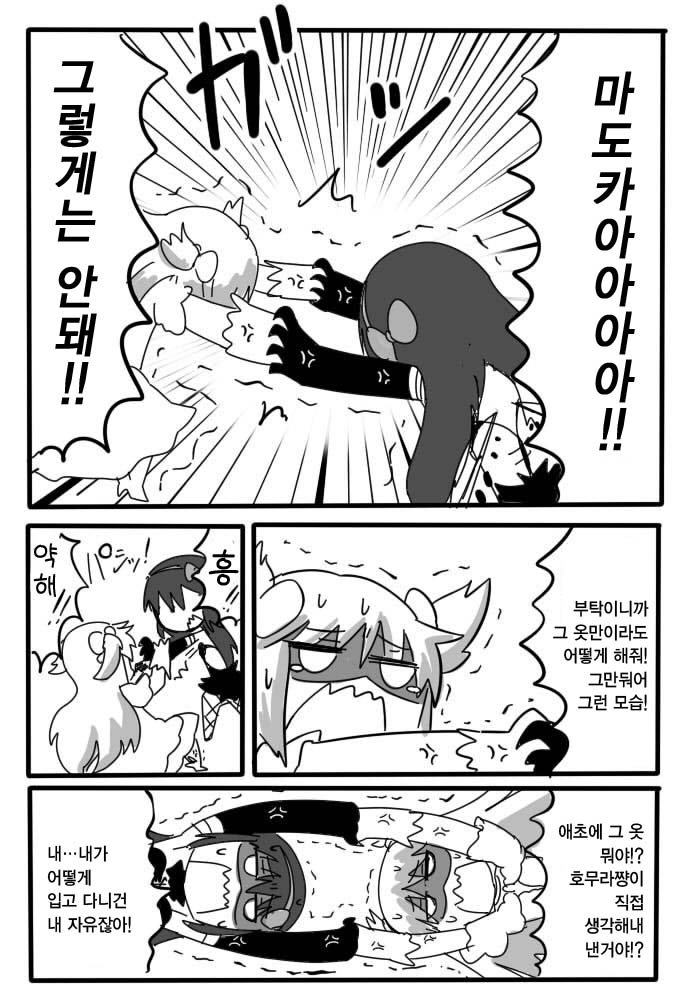 마도카아아아아아!!
그렇게는 안돼!!
ガッ
부탁이니까
그 옷만이라도
어떻게 해줘!
그만둬어
그런 모습!
흥
약해
애초에 그 옷
뭐야!?
호무라쨩이
직접
생각해내
낸거야!?
내…내가
어떻게
입고 다니건
내 자유잖아!